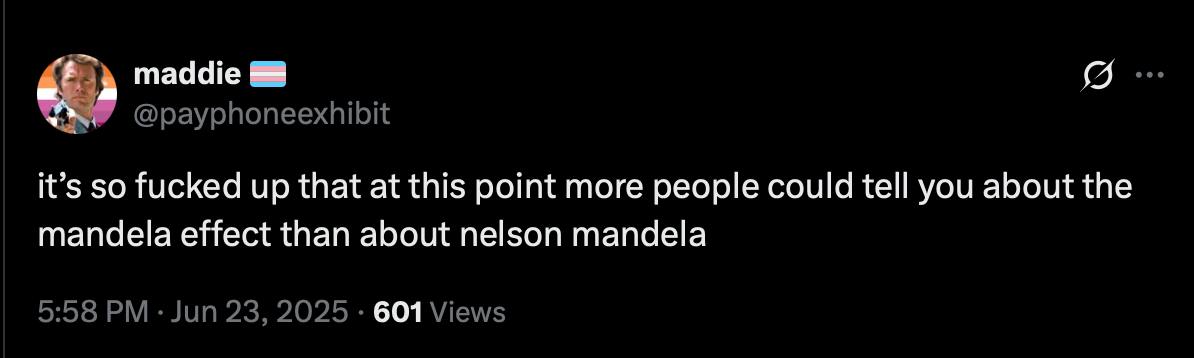 maddie
@payphoneexhibit
it’s so fucked up that at this point more people could tell you about the
mandela effect than about nelson mandela
5:58 PM · Jun 23, 2025 · 601 Views